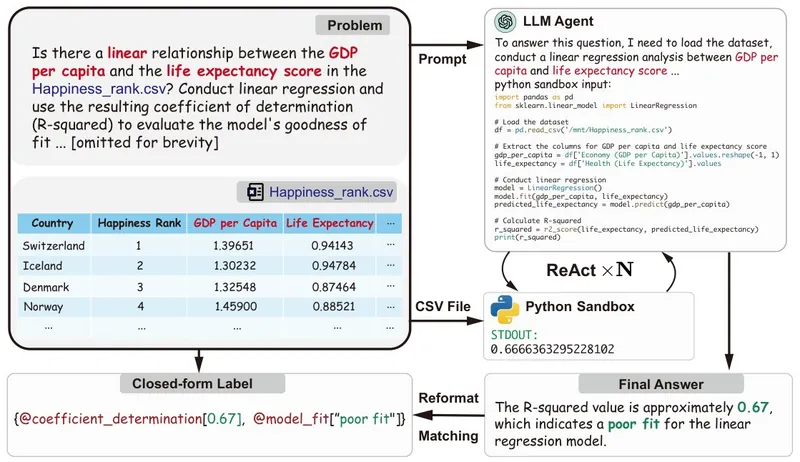 Problem
Is there a linear relationship between the GDP
per capita and the life expectancy score in the
Happiness_rank.csv? Conduct linear regression and
use the resulting coefficient of determination
(R-squared) to evaluate the model's goodness of
fit ... [omitted for brevity]
Happiness_rank.csv
Country Happiness Rank GDP per Capita Life Expectancy ...
Switzerland 1 1.39651 0.94143 ...
Iceland 2 1.30232 0.94784 ...
Denmark 3 1.32548 0.87464 ...
Norway 4 1.45900 0.88521 ...
... ... ... ... ...
Prompt
LLM Agent
To answer this question, I need to load the dataset,
conduct a linear regression analysis between GDP per
capita and life expectancy score ...
python sandbox input:
import pandas as pd
from sklearn.linear_model import LinearRegression
# Load the dataset
df = pd.read_csv('/mnt/Happiness_rank.csv')
# Extract the columns for GDP per capita and life expectancy score
gdp_per_capita = df['Economy (GDP per Capita)'].values.reshape(-1, 1)
life_expectancy = df['Health (Life Expectancy)'].values
# Conduct linear regression
model = LinearRegression()
model.fit(gdp_per_capita, life_expectancy)
predicted_life_expectancy = model.predict(gdp_per_capita)
# Calculate R-squared
r_squared = r2_score(life_expectancy, predicted_life_expectancy)
print(r_squared)
ReAct ×N
CSV File
Python Sandbox
STDOUT:
0.6666363295228102
Closed-form Label
{@coefficient_determination[0.67], @model_fit["poor fit"]}
Reformat
Matching
Final Answer
The R-squared value is approximately 0.67,
which indicates a poor fit for the linear
regression model.